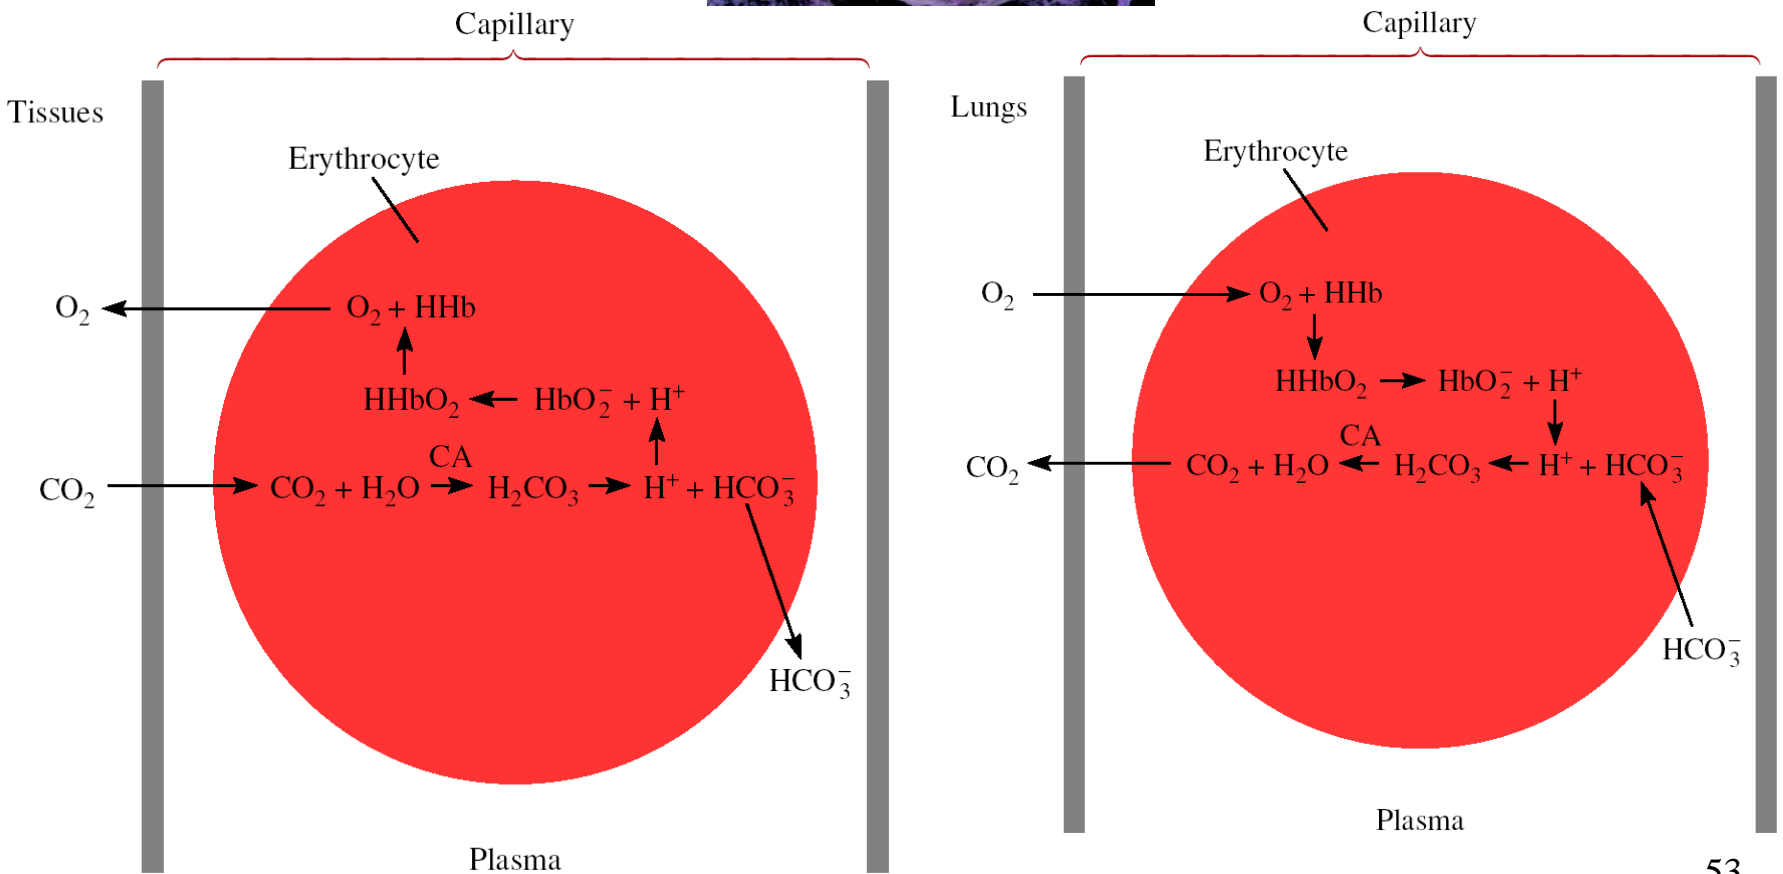 Capillary
Tissues
Erythrocyte
O₂
O₂ + HHb
HHbO₂
HbO₂⁻ + H⁺
CA
CO₂
CO₂ + H₂O
H₂CO₃
H⁺ + HCO₃⁻
HCO₃⁻
Plasma
Capillary
Lungs
Erythrocyte
O₂
O₂ + HHb
HHbO₂
HbO₂⁻ + H⁺
CA
CO₂
CO₂ + H₂O
H₂CO₃
H⁺ + HCO₃⁻
HCO₃⁻
Plasma
53